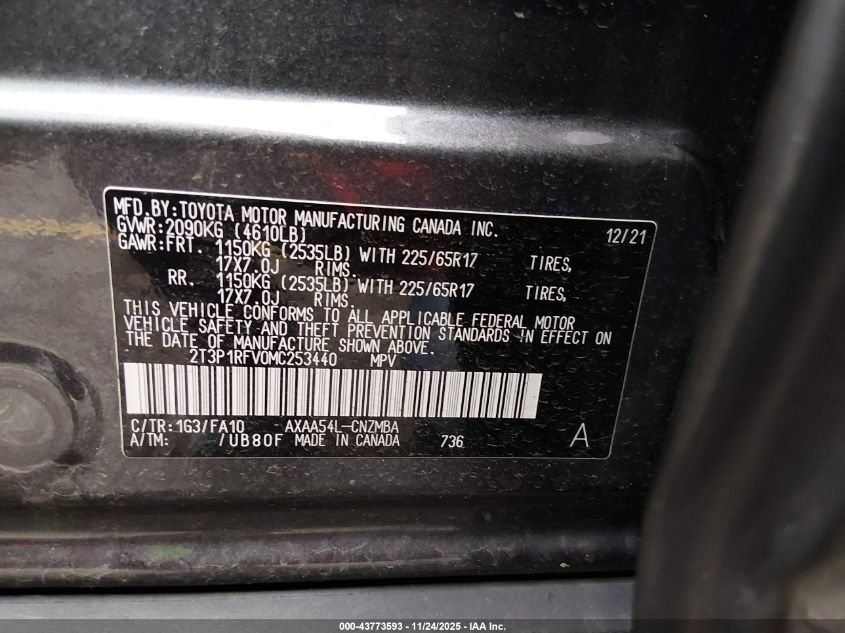 MFD.BY:TOYOTA MOTOR MANUFACTURING CANADA INC. 12/21
GVWR:2090KG (4610LB)
GAWR:FRT. 1150KG (2535LB) WITH 225/65R17 TIRES,
17X7.0J RIMS.
RR. 1150KG (2535LB) WITH 225/65R17 TIRES,
17X7.0J RIMS.
THIS VEHICLE CONFORMS TO ALL APPLICABLE FEDERAL MOTOR
VEHICLE SAFETY AND THEFT PREVENTION STANDARDS IN EFFECT ON
THE DATE OF MANUFACTURE SHOWN ABOVE.
2T3P1RFV0MC253440 MPV
C/TR:1G3/FA10 AXAA54L-CNZMBA
A/TM: /UB80F MADE IN CANADA 736 A
000-43773593 - 11/24/2025 - IAA Inc.